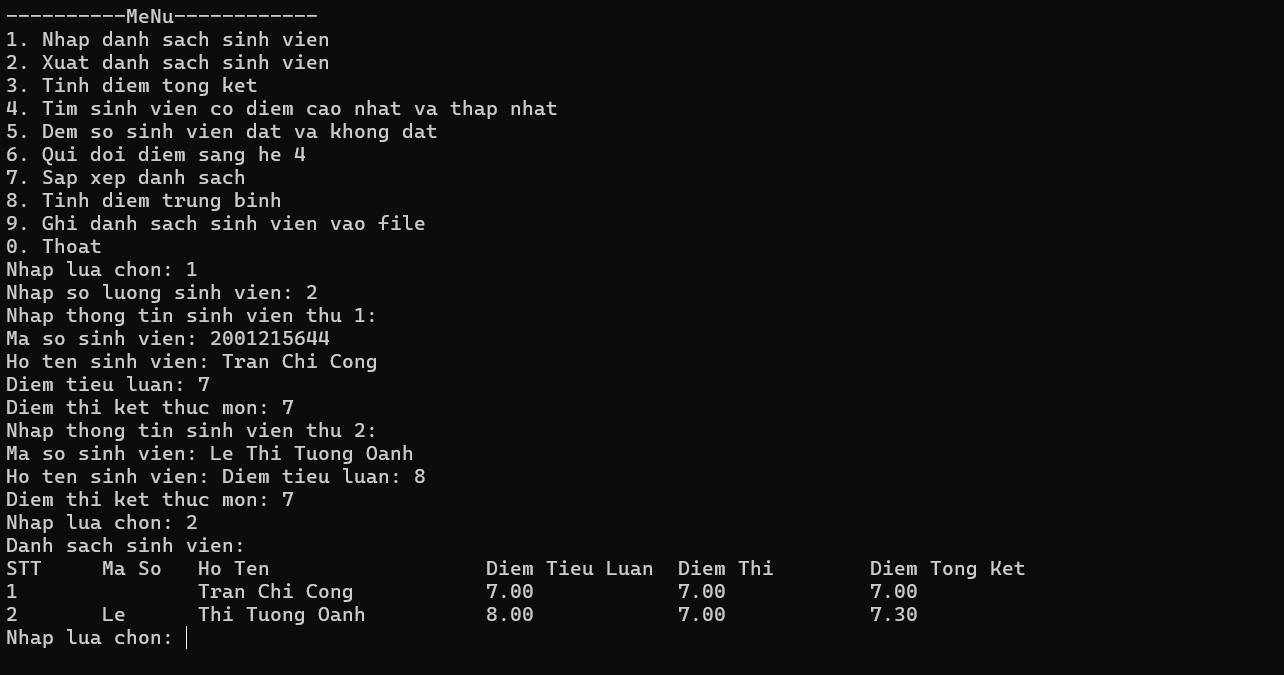 ----------MeNu------------
1. Nhap danh sach sinh vien
2. Xuat danh sach sinh vien
3. Tinh diem tong ket
4. Tim sinh vien co diem cao nhat va thap nhat
5. Dem so sinh vien dat va khong dat
6. Qui doi diem sang he 4
7. Sap xep danh sach
8. Tinh diem trung binh
9. Ghi danh sach sinh vien vao file
0. Thoat
Nhap lua chon: 1
Nhap so luong sinh vien: 2
Nhap thong tin sinh vien thu 1:
Ma so sinh vien: 2001215644
Ho ten sinh vien: Tran Chi Cong
Diem tieu luan: 7
Diem thi ket thuc mon: 7
Nhap thong tin sinh vien thu 2:
Ma so sinh vien: Le Thi Tuong Oanh
Ho ten sinh vien: Diem tieu luan: 8
Diem thi ket thuc mon: 7
Nhap lua chon: 2
Danh sach sinh vien:
STT     Ma So   Ho Ten                  Diem Tieu Luan  Diem Thi        Diem Tong Ket
1               Tran Chi Cong           7.00            7.00            7.00
2       Le      Thi Tuong Oanh          8.00            7.00            7.30
Nhap lua chon: